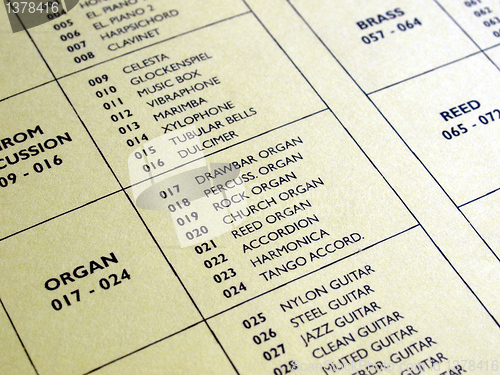 1378416
HONKY
005 EL PIANO 1
006 EL PIANO 2
007 HARPSICHORD
008 CLAVINET
009 CELESTA
010 GLOCKENSPIEL
011 MUSIC BOX
012 VIBRAPHONE
013 MARIMBA
014 XYLOPHONE
015 TUBULAR BELLS
016 DULCIMER
ROM
CUSSION
09 - 016
ORGAN
017 - 024
017 DRAWBAR ORGAN
018 PERCUSS. ORGAN
019 ROCK ORGAN
020 CHURCH ORGAN
021 REED ORGAN
022 ACCORDION
023 HARMONICA
024 TANGO ACCORD.
025 NYLON GUITAR
026 STEEL GUITAR
027 JAZZ GUITAR
028 CLEAN GUITAR
MUTED GUITAR
GUITAR
BRASS
057 - 064
REED
065 - 072